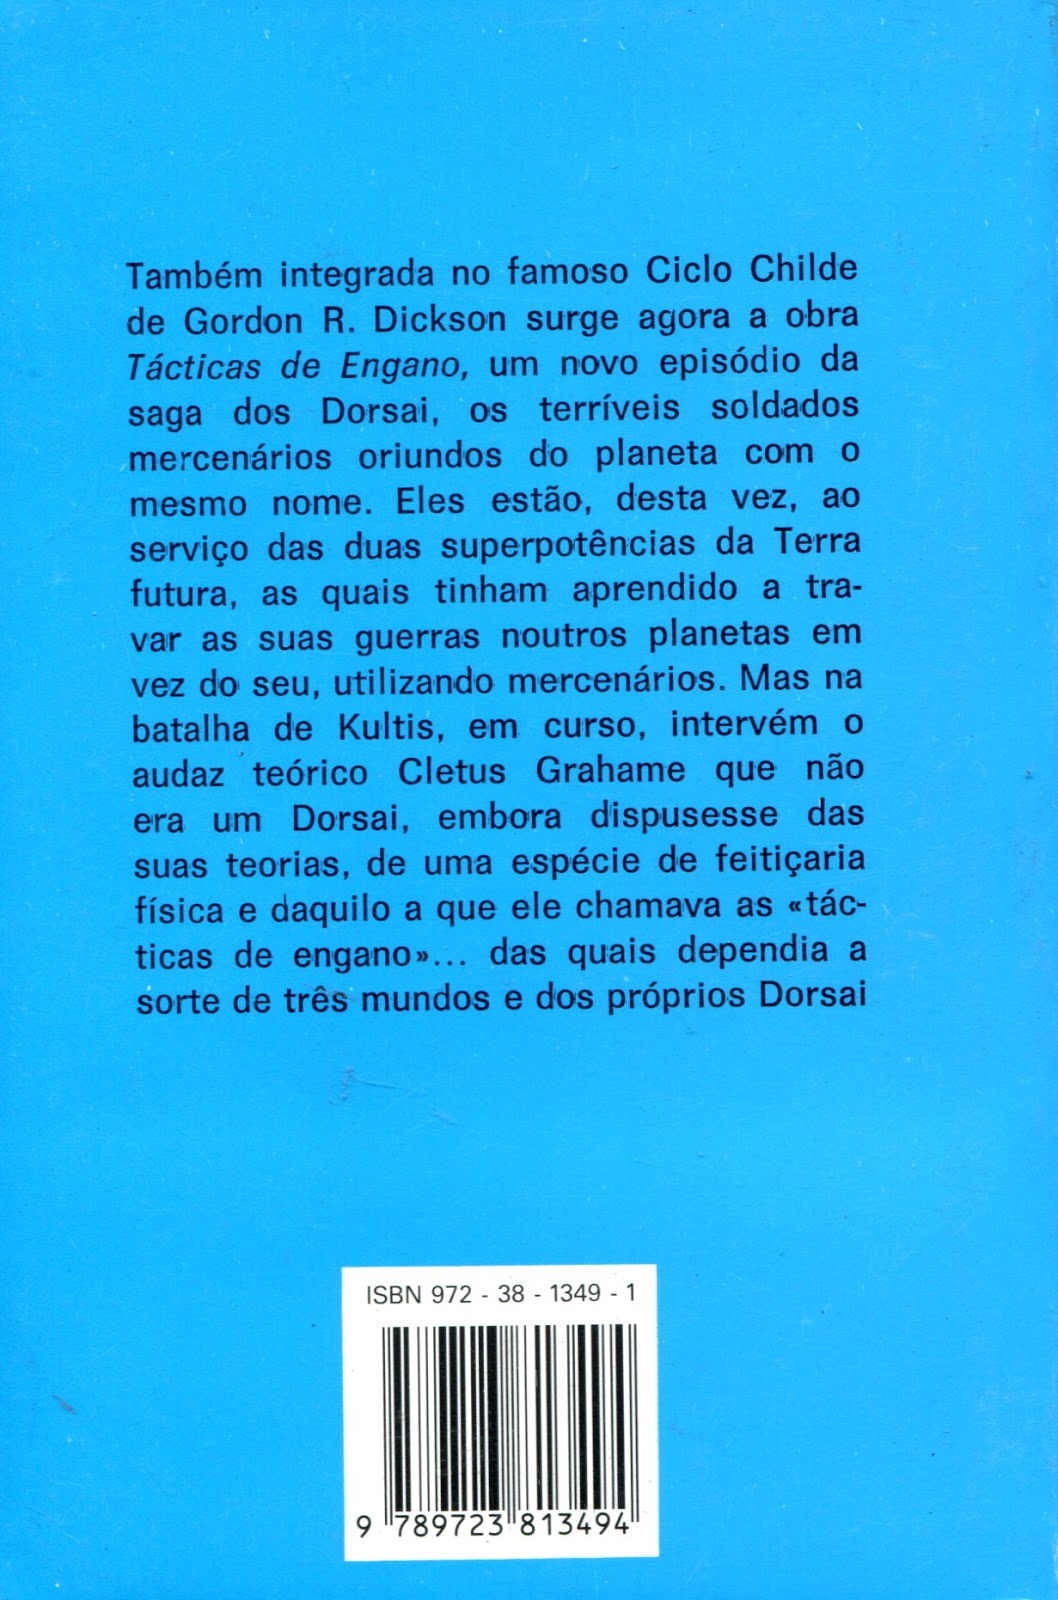 Também integrada no famoso Ciclo Childe
de Gordon R. Dickson surge agora a obra
Tácticas de Engano, um novo episódio da
saga dos Dorsai, os terríveis soldados
mercenários oriundos do planeta com o
mesmo nome. Eles estão, desta vez, ao
serviço das duas superpotências da Terra
futura, as quais tinham aprendido a tra-
var as suas guerras noutros planetas em
vez do seu, utilizando mercenários. Mas na
batalha de Kultis, em curso, intervém o
audaz teórico Cletus Grahame que não
era um Dorsai, embora dispusesse das
suas teorias, de uma espécie de feitiçaria
física e daquilo a que ele chamava as «tác-
ticas de engano»... das quais dependia a
sorte de três mundos e dos próprios Dorsai
ISBN 972 - 38 - 1349 - 1
9 789723 813494